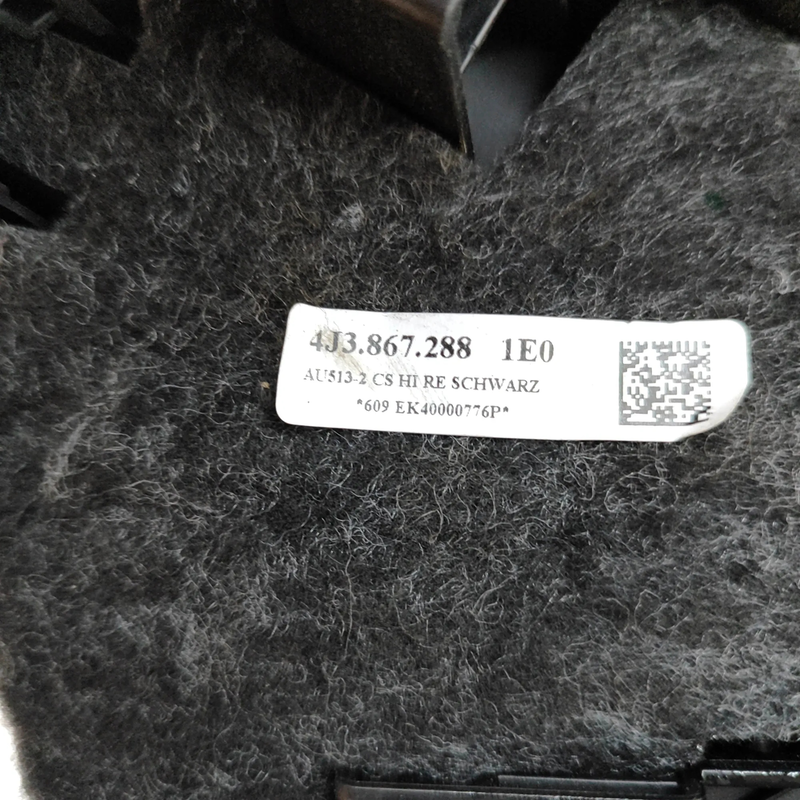 4J3.867.288 1E0
AU513-2 CS HI RE SCHWARZ
*609 EK40000776P*